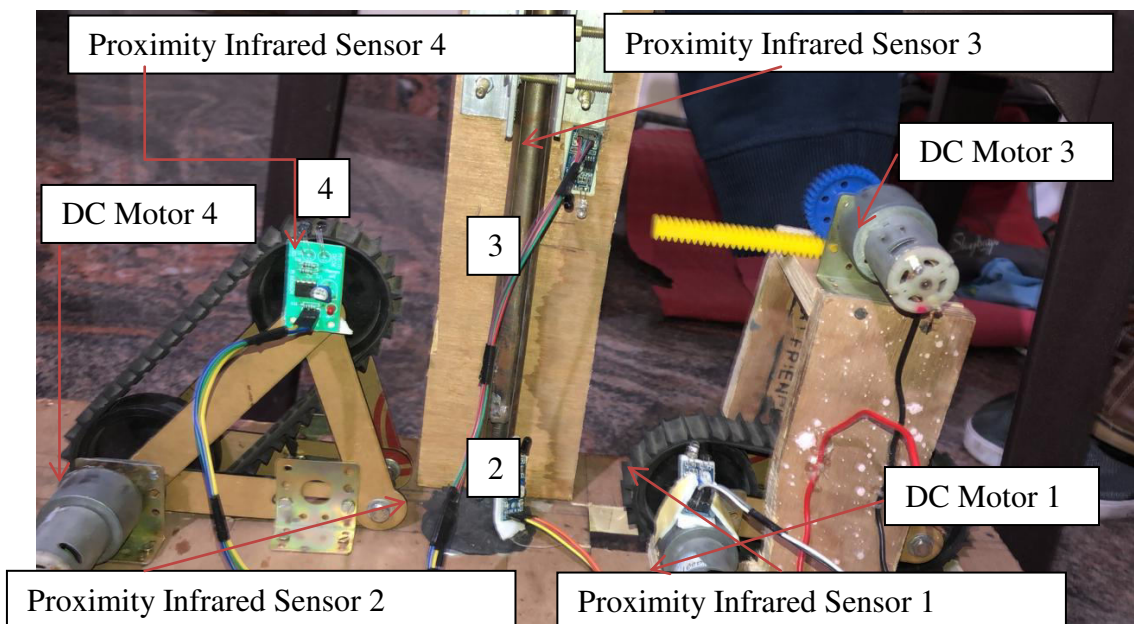 Proximity Infrared Sensor 4
Proximity Infrared Sensor 3
DC Motor 3
4
DC Motor 4
3
FRIEND
2
DC Motor 1
Proximity Infrared Sensor 2
Proximity Infrared Sensor 1